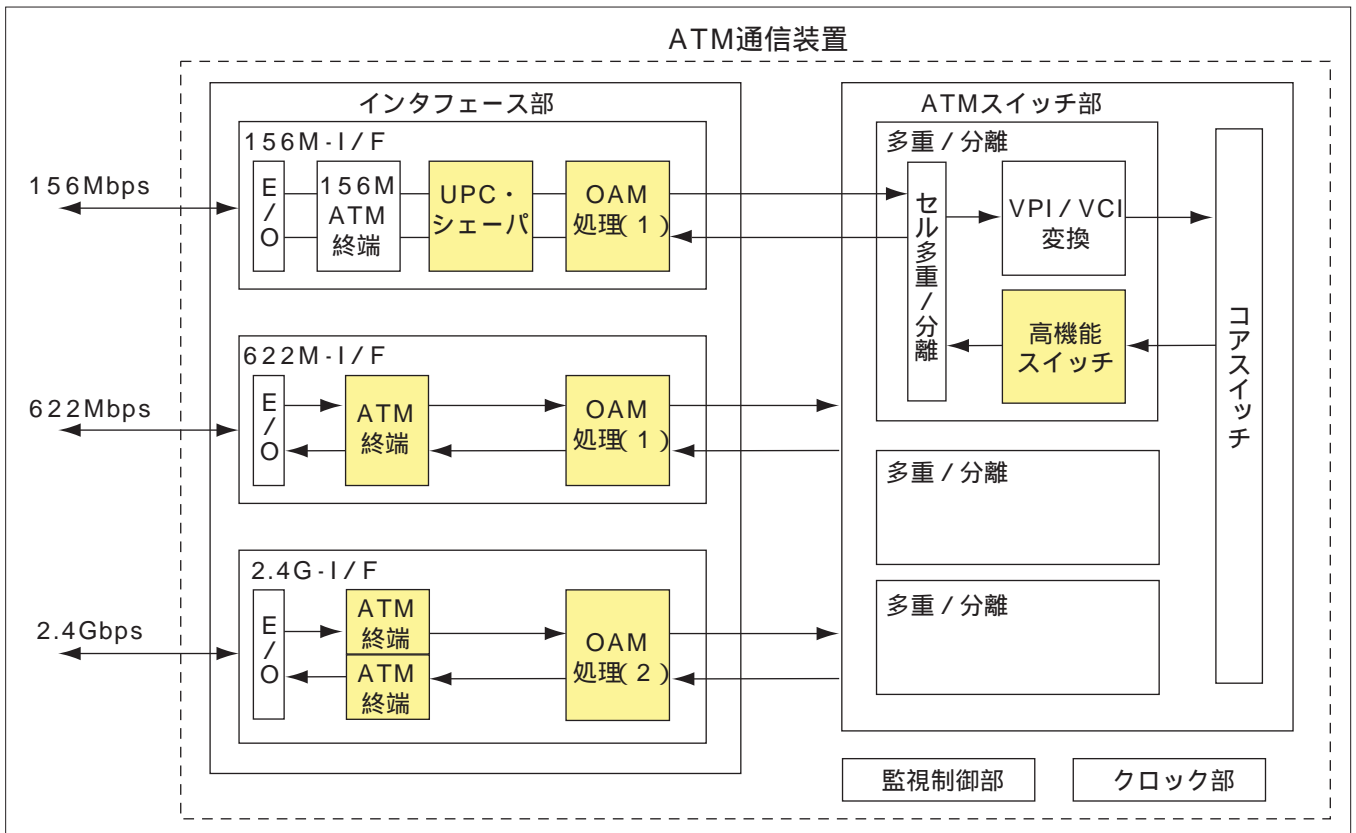 ATM通信装置
インタフェース部
156M-I/F
156Mbps
E/O
156M
ATM
終端
UPC・
シェーパ
OAM
処理(1)
622M-I/F
622Mbps
E/O
ATM
終端
OAM
処理(1)
2.4G-I/F
2.4Gbps
E/O
ATM
終端
ATM
終端
OAM
処理(2)
ATMスイッチ部
多重/分離
セル多重/分離
VPI/VCI
変換
高機能
スイッチ
コアスイッチ
多重/分離
多重/分離
監視制御部
クロック部